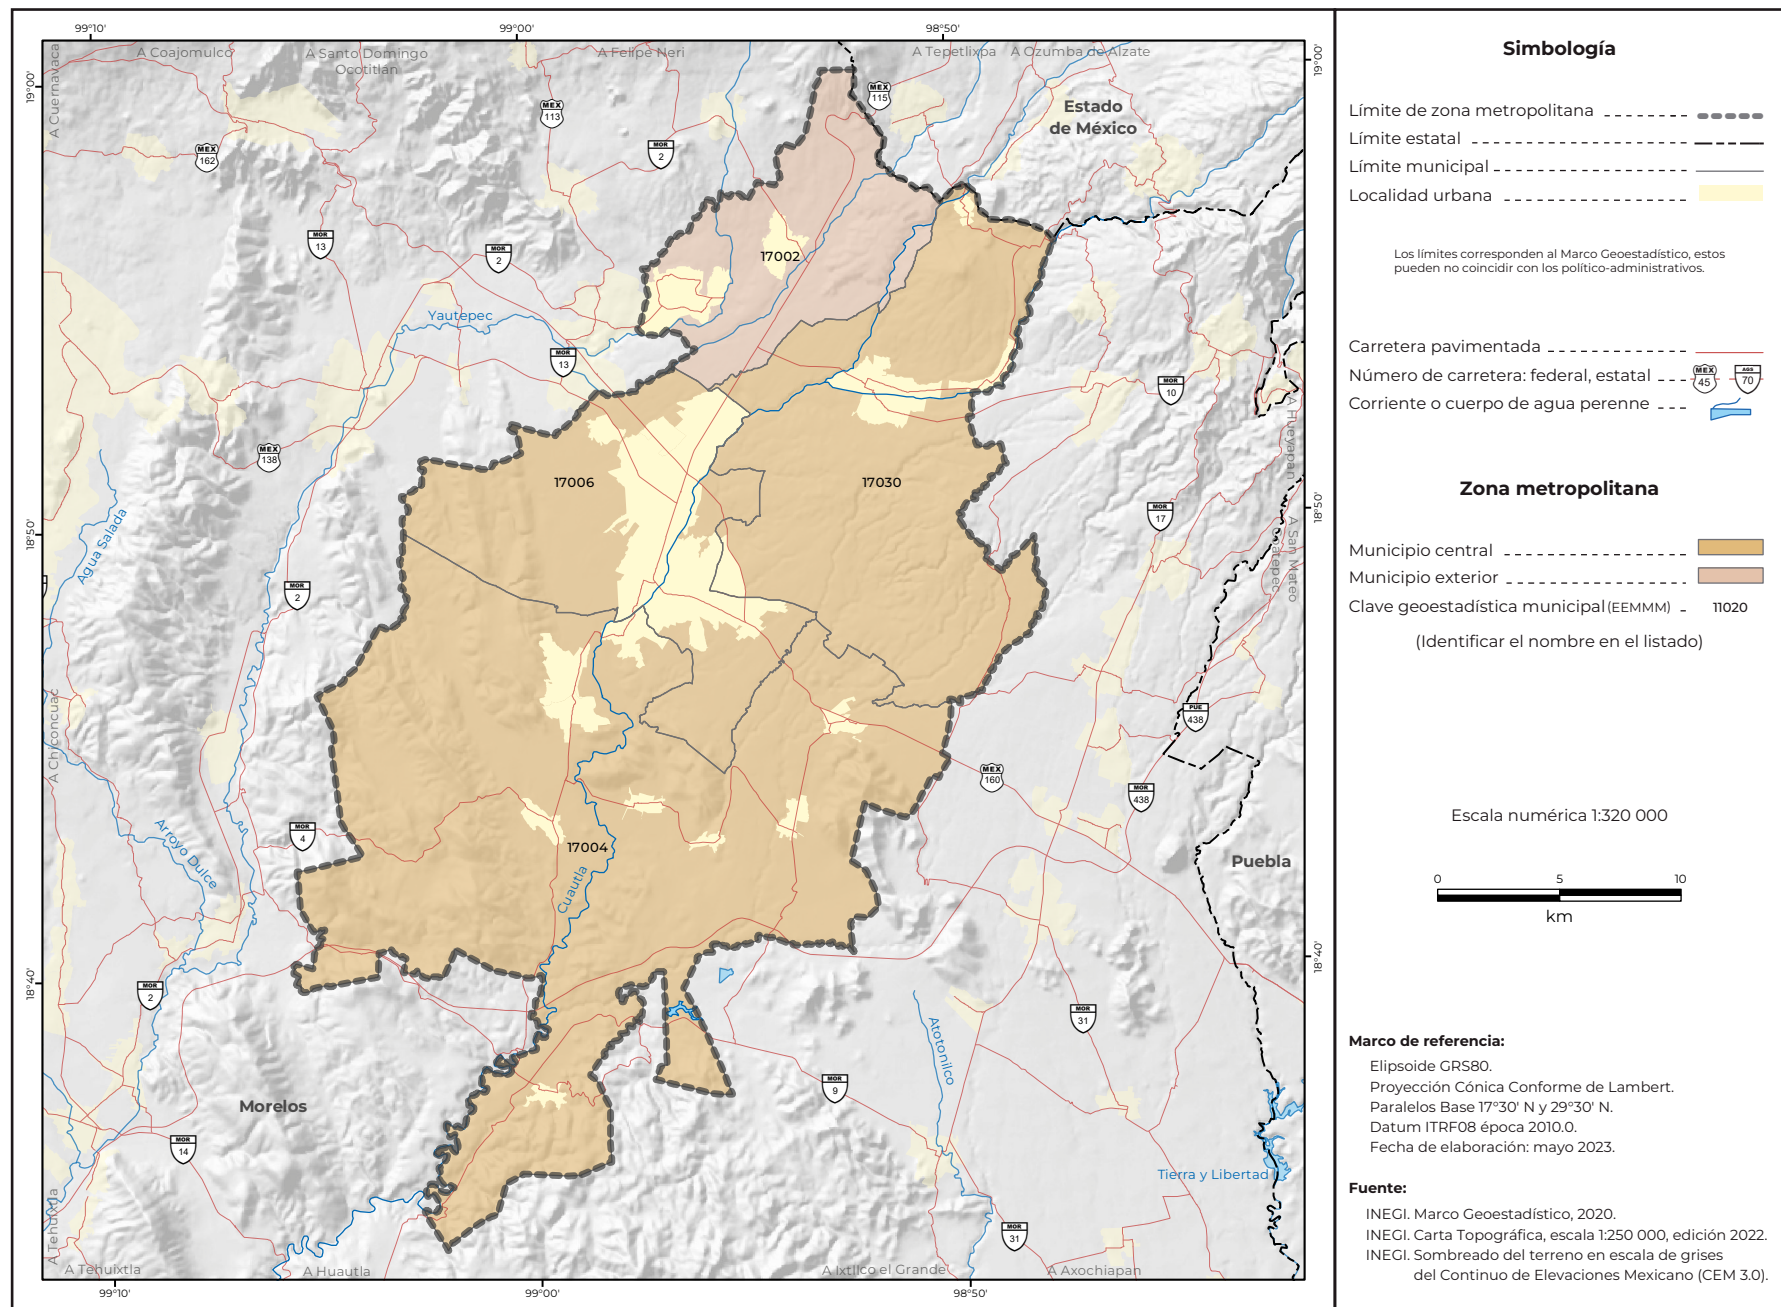 99°10'
99°00'
98°50'
A Coajomulco
A Santo Domingo
Ocotitlán
A Felipe Neri
A Tepetlixpa
A Ozumba de Alzate
A Cuernavaca
19°00'
19°00'
MEX
162
MEX
113
MEX
115
MOR
2
Estado
de México
MOR
13
MOR
2
17002
Yautepec
MOR
13
MOR
10
A Hueyapan
MEX
138
17006
17030
MOR
17
18°50'
18°50'
Agua Salada
A San Mateo
Coatepec
MOR
2
A Chiconcuac
PUE
438
MEX
160
MOR
438
Arroyo Dulce
MOR
4
17004
Puebla
Cuautla
18°40'
18°40'
MOR
2
MOR
31
Atotonilco
MOR
9
Morelos
MOR
14
Tierra y Libertad
A Tehuixtla
MOR
31
A Tehuixtla
A Huautla
A Ixtlilco el Grande
A Axochiapan
99°10'
99°00'
98°50'
Simbología
Límite de zona metropolitana
Límite estatal
Límite municipal
Localidad urbana
Los límites corresponden al Marco Geoestadístico, estos
pueden no coincidir con los político-administrativos.
Carretera pavimentada
Número de carretera: federal, estatal
MEX
45
AGS
70
Corriente o cuerpo de agua perenne
Zona metropolitana
Municipio central
Municipio exterior
Clave geoestadística municipal (EEMMM) 11020
(Identificar el nombre en el listado)
Escala numérica 1:320 000
0 5 10
km
Marco de referencia:
Elipsoide GRS80.
Proyección Cónica Conforme de Lambert.
Paralelos Base 17°30' N y 29°30' N.
Datum ITRF08 época 2010.0.
Fecha de elaboración: mayo 2023.
Fuente:
INEGI. Marco Geoestadístico, 2020.
INEGI. Carta Topográfica, escala 1:250 000, edición 2022.
INEGI. Sombreado del terreno en escala de grises
del Continuo de Elevaciones Mexicano (CEM 3.0).